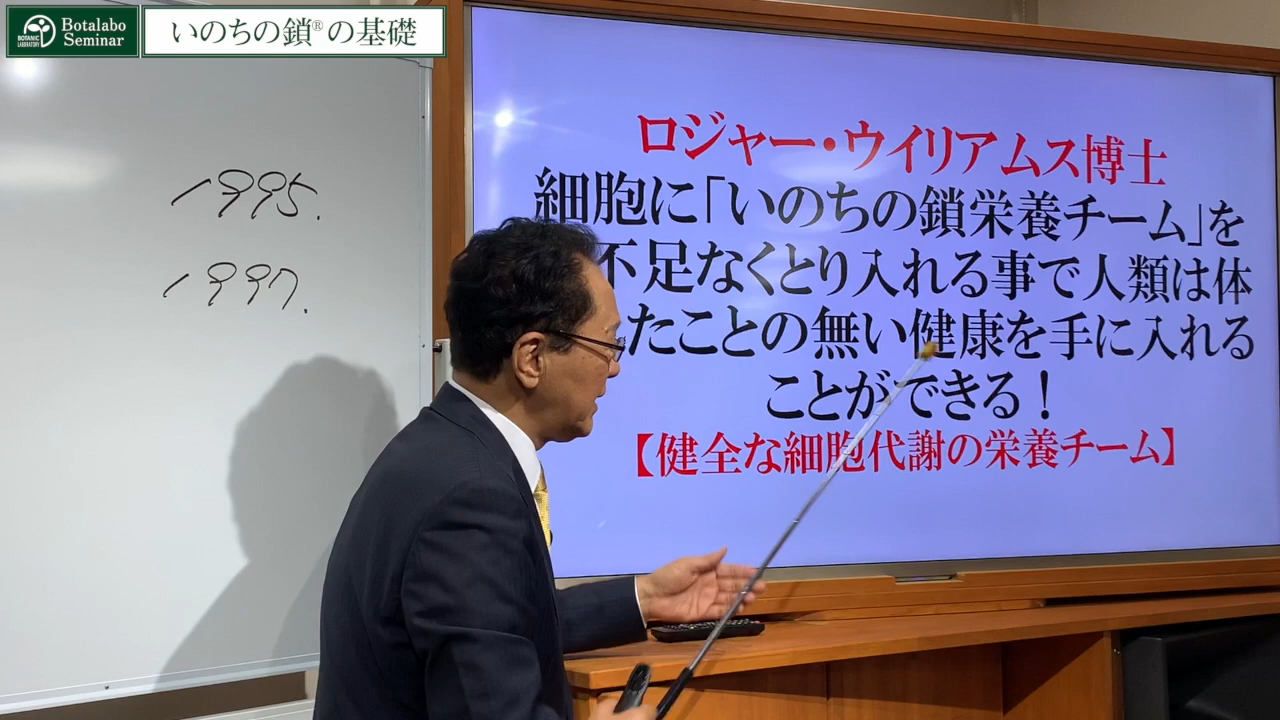 BOTANIC
LABORATORY
Botalabo
Seminar
いのちの鎖®の基礎
1995.
1997.
ロジャー・ウイリアムス博士
細胞に「いのちの鎖栄養チーム」を
不足なくとり入れる事で人類は体
たことの無い健康を手に入れる
ことができる！
【健全な細胞代謝の栄養チーム】